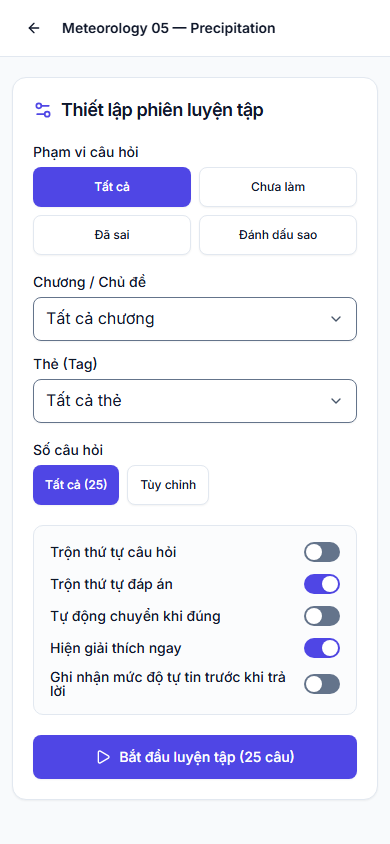 Meteorology 05 — Precipitation
Thiết lập phiên luyện tập
Phạm vi câu hỏi
Tất cả
Chưa làm
Đã sai
Đánh dấu sao
Chương / Chủ đề
Tất cả chương
Thẻ (Tag)
Tất cả thẻ
Số câu hỏi
Tất cả (25)
Tùy chỉnh
Trộn thứ tự câu hỏi
Trộn thứ tự đáp án
Tự động chuyển khi đúng
Hiện giải thích ngay
Ghi nhận mức độ tự tin trước khi trả
lời
Bắt đầu luyện tập (25 câu)